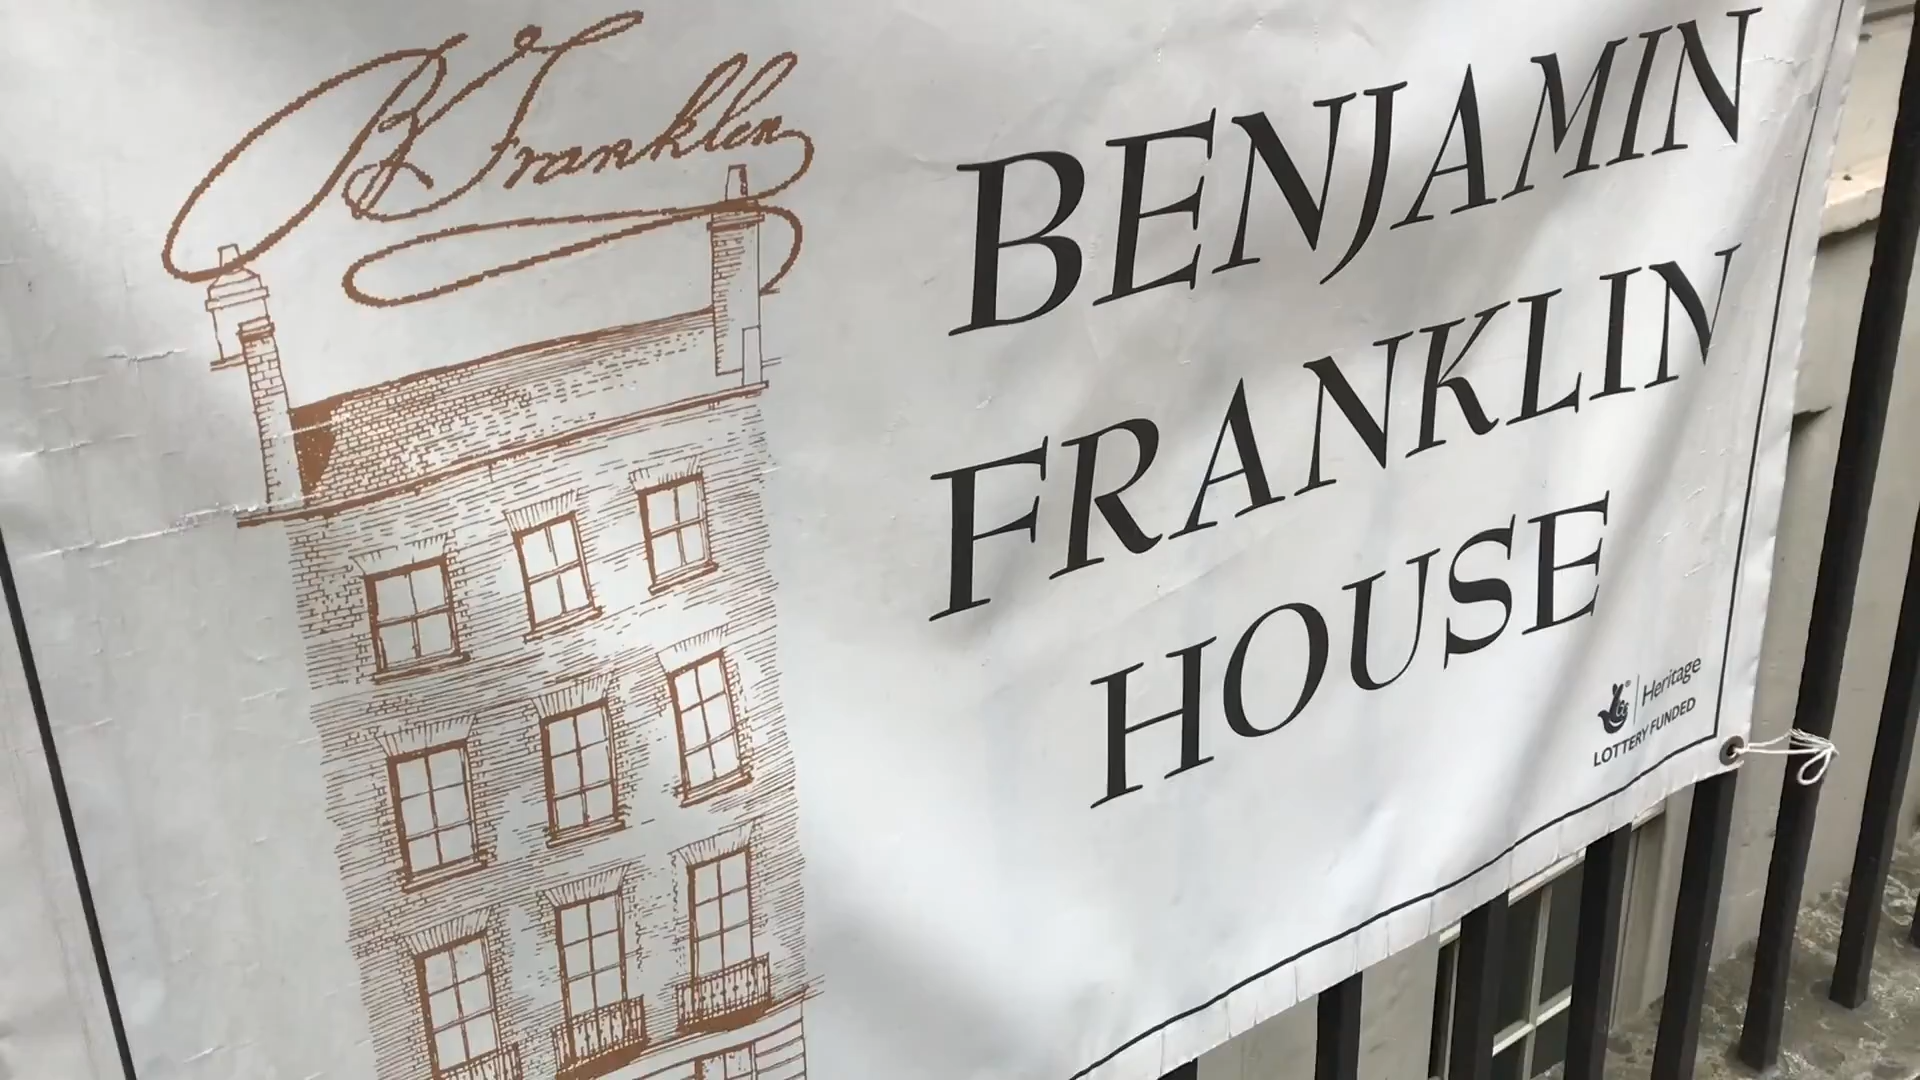 B Franklin
BENJAMIN
FRANKLIN
HOUSE
Heritage
LOTTERY FUNDED